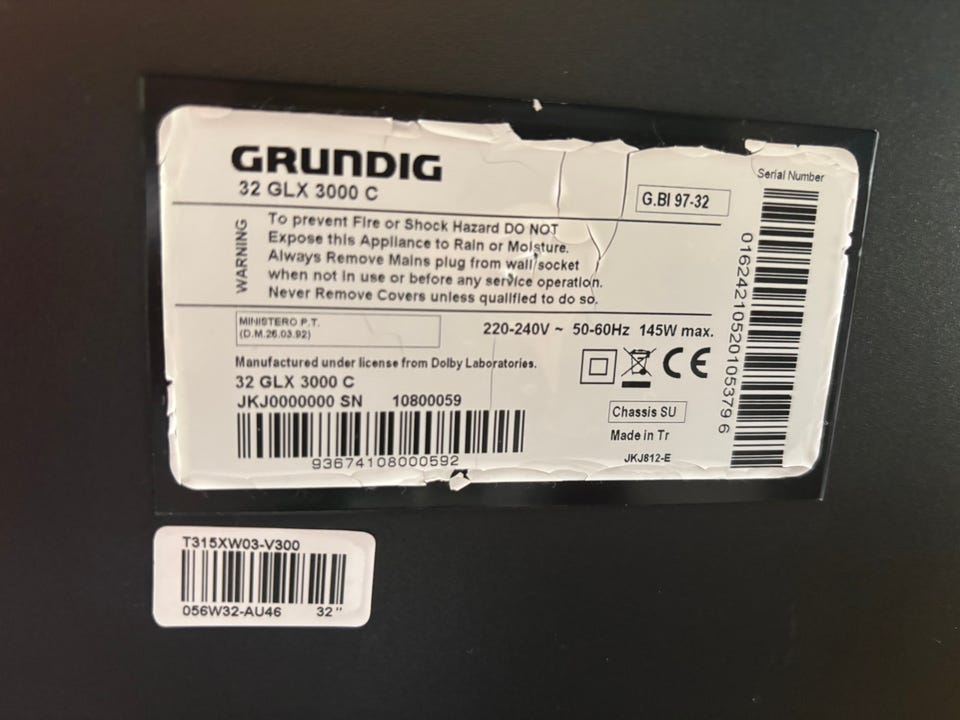 GRUNDIG
32 GLX 3000 C
G.BI 97-32
Serial Number
WARNING
To prevent Fire or Shock Hazard DO NOT
Expose this Appliance to Rain or Moisture.
Always Remove Mains plug from wall socket
when not in use or before any service operation.
Never Remove Covers unless qualified to do so.
MINISTERO P.T.
(D.M.26.03.92)
220-240V ~ 50-60Hz 145W max.
Manufactured under license from Dolby Laboratories.
32 GLX 3000 C
JKJ0000000 SN 10800059
93674108000592
CE
Chassis SU
Made in Tr
JKJ812-E
01624210520105379 6
T315XW03-V300
056W32-AU46 32"